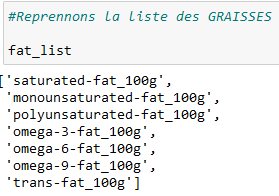 #Reprennons la liste des GRAISSES
fat_list
['saturated-fat_100g',
'monounsaturated-fat_100g',
'polyunsaturated-fat_100g',
'omega-3-fat_100g',
'omega-6-fat_100g',
'omega-9-fat_100g',
'trans-fat_100g']